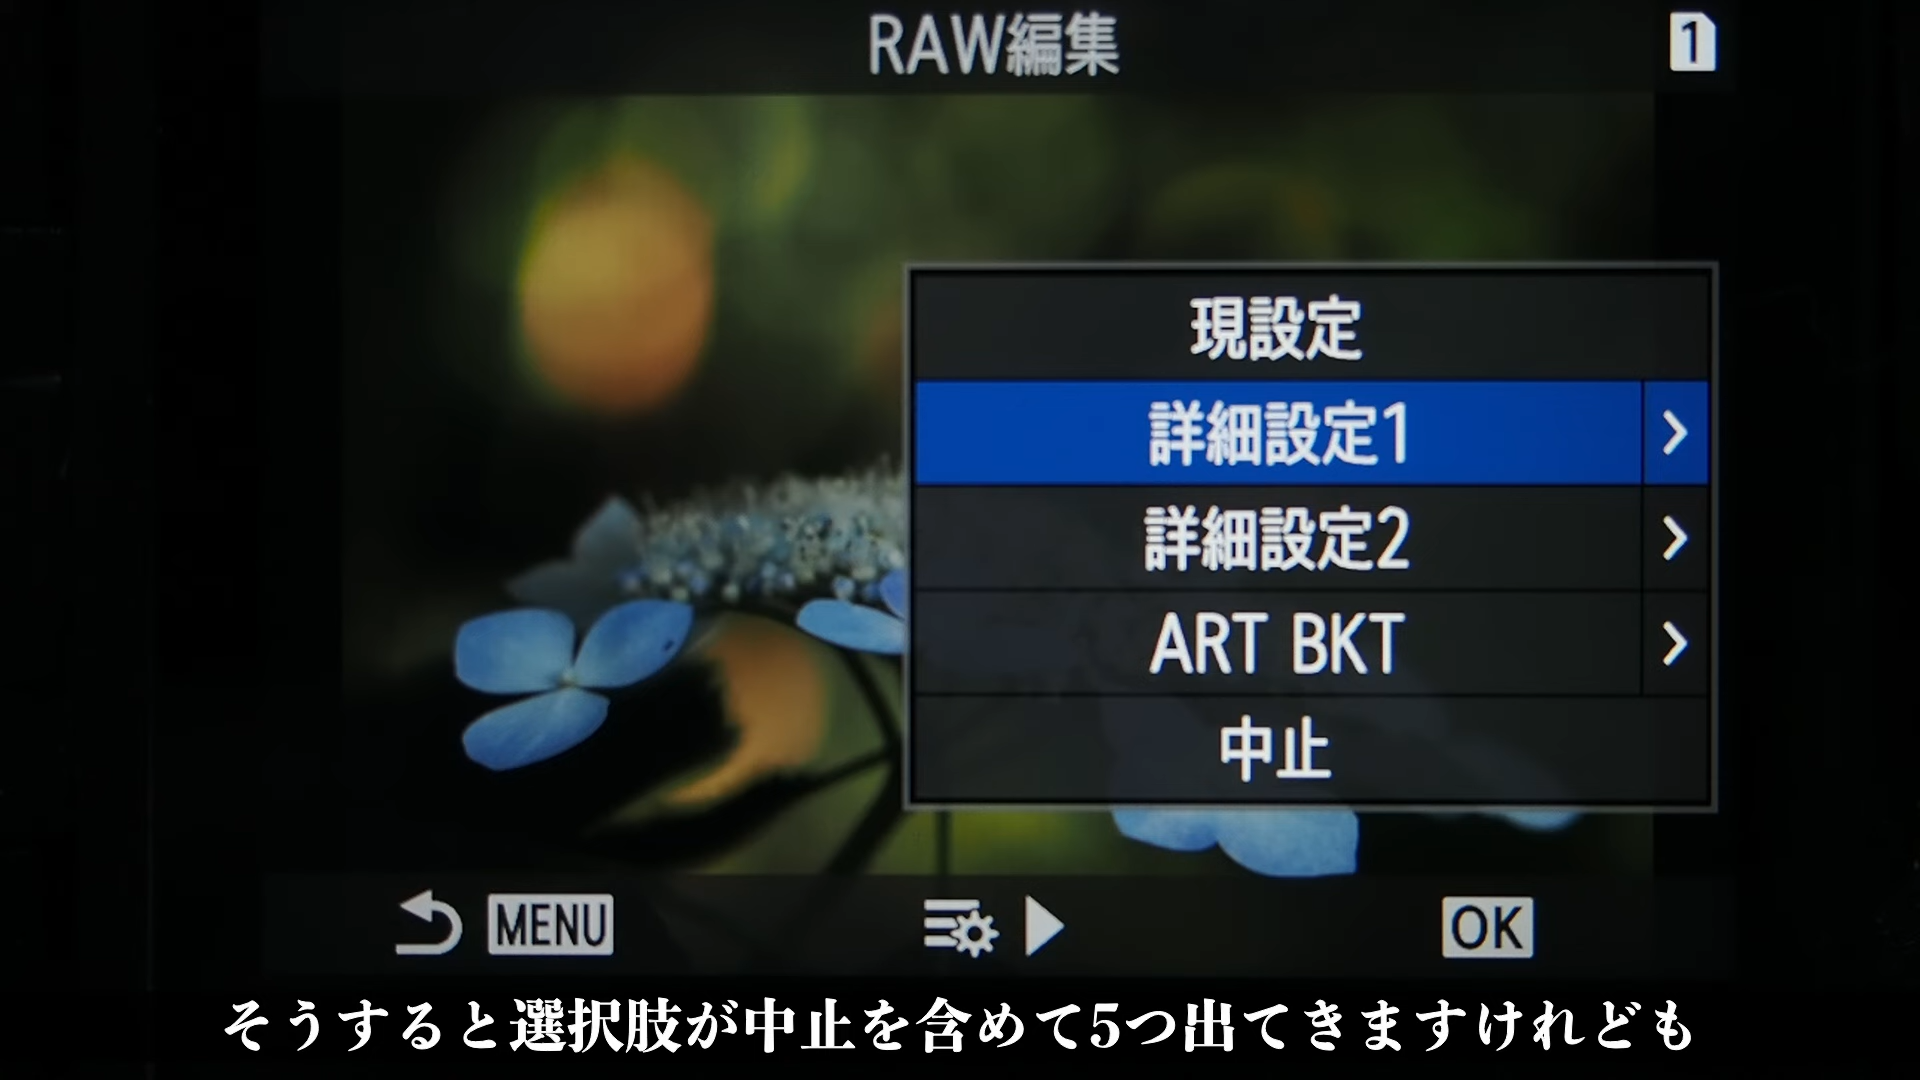 RAW編集
1
現設定
詳細設定1
詳細設定2
ART BKT
中止
MENU
OK
そうすると選択肢が中止を含めて5つ出てきますけれども